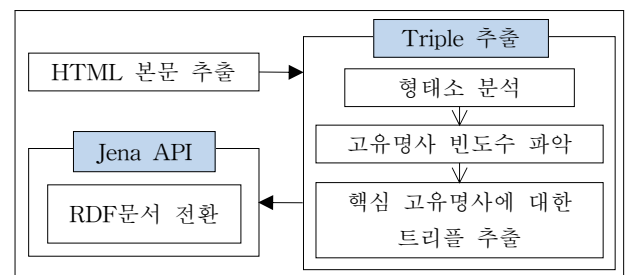 HTML 본문 추출
Triple 추출
형태소 분석
고유명사 빈도수 파악
핵심 고유명사에 대한
트리플 추출
Jena API
RDF문서 전환